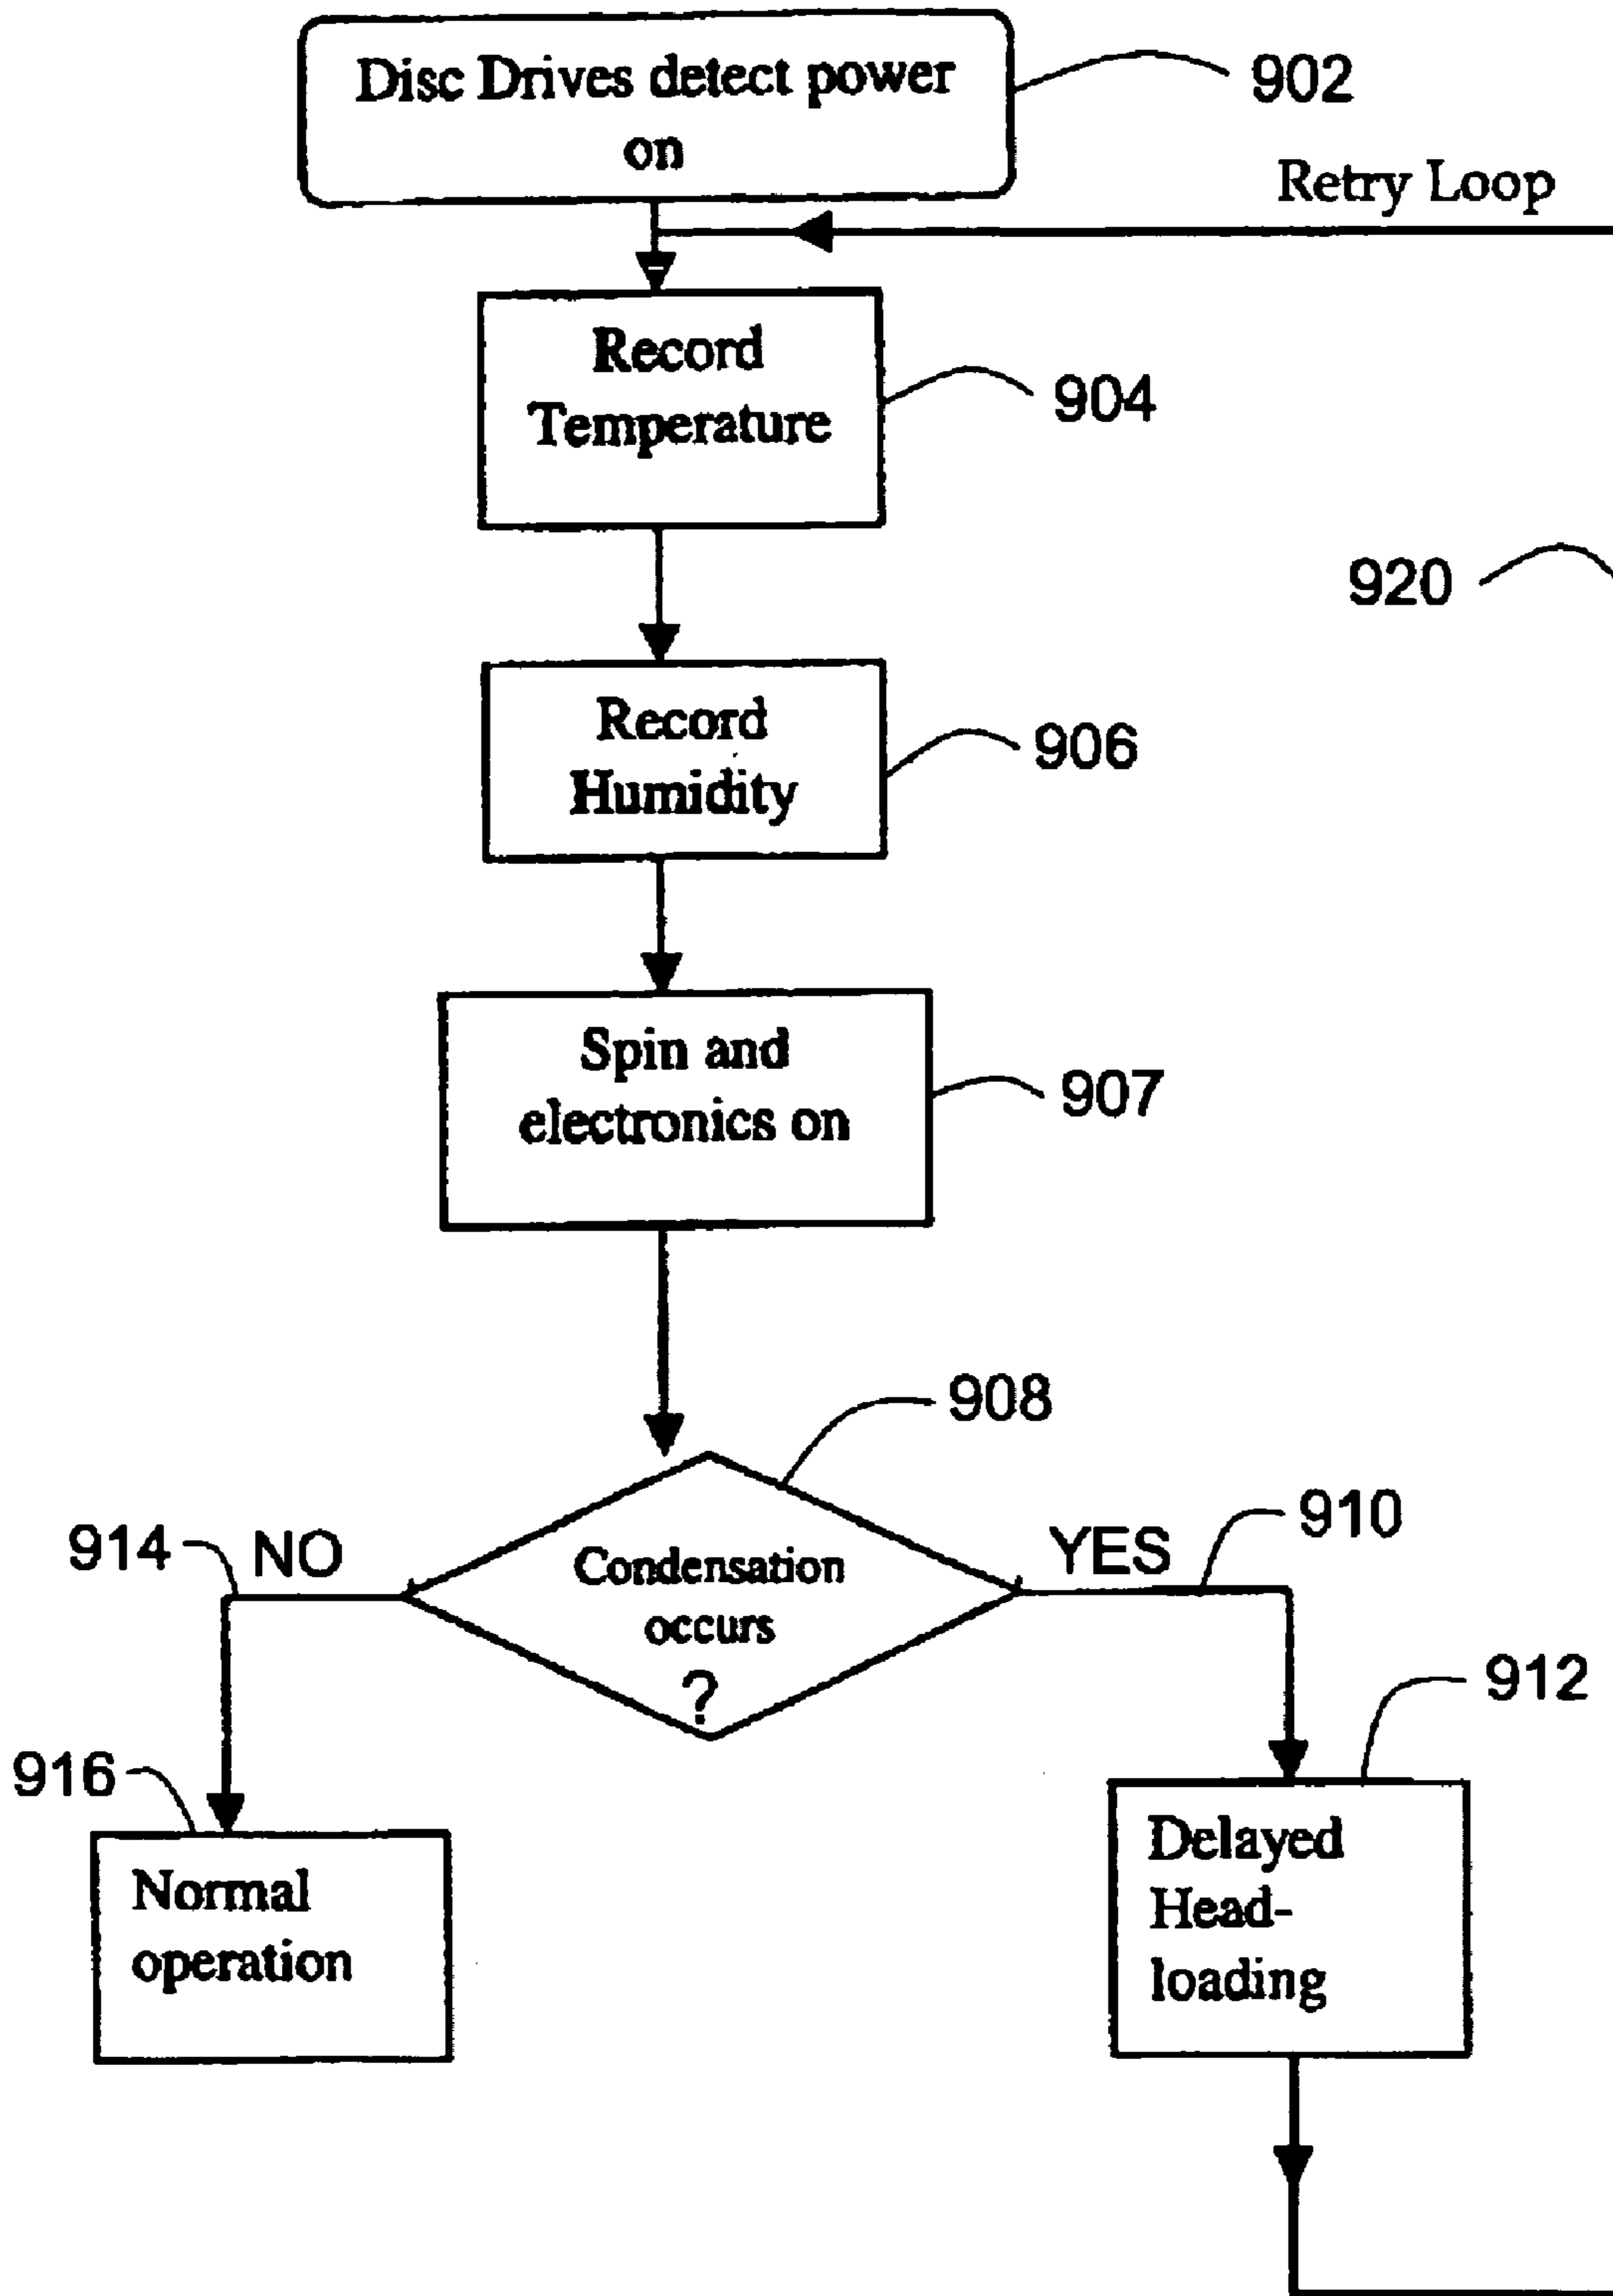 Disc Drives detect power
on
902
Retry Loop
Record
Temperature
904
920
Record
Humidity
906
Spin and
electronics on
907
908
914
NO
Condensation
occurs
?
YES
910
912
916
Normal
operation
Delayed
Head-
loading